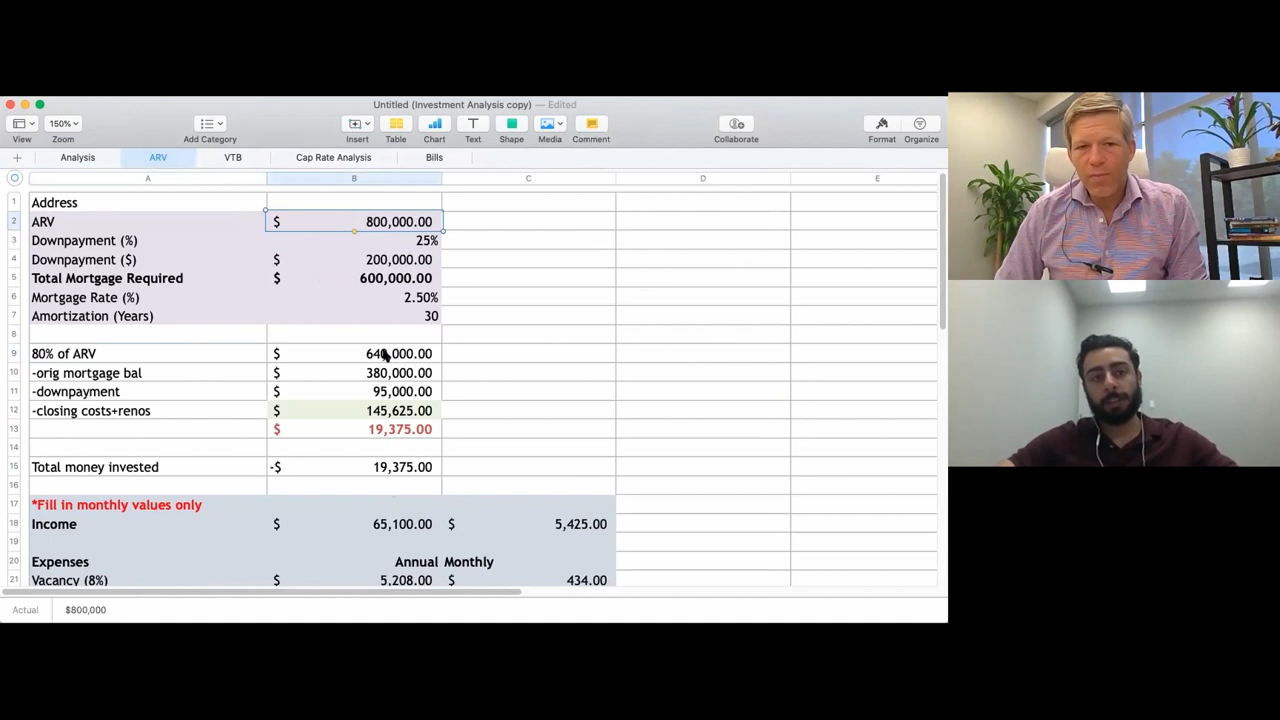 Untitled (Investment Analysis copy) — Edited
150%
View Zoom Add Category Insert Table Chart Text Shape Media Comment Collaborate Format Organize
Analysis ARV VTB Cap Rate Analysis Bills
A B C D E
1 Address
2 ARV $ 800,000.00
3 Downpayment (%) 25%
4 Downpayment ($) $ 200,000.00
5 Total Mortgage Required $ 600,000.00
6 Mortgage Rate (%) 2.50%
7 Amortization (Years) 30
8
9 80% of ARV $ 640,000.00
10 -orig mortgage bal $ 380,000.00
11 -downpayment $ 95,000.00
12 -closing costs+renos $ 145,625.00
13 $ 19,375.00
14
15 Total money invested -$ 19,375.00
16
17 *Fill in monthly values only
18 Income $ 65,100.00 $ 5,425.00
19
20 Expenses Annual Monthly
21 Vacancy (8%) $ 5,208.00 $ 434.00
Actual $800,000